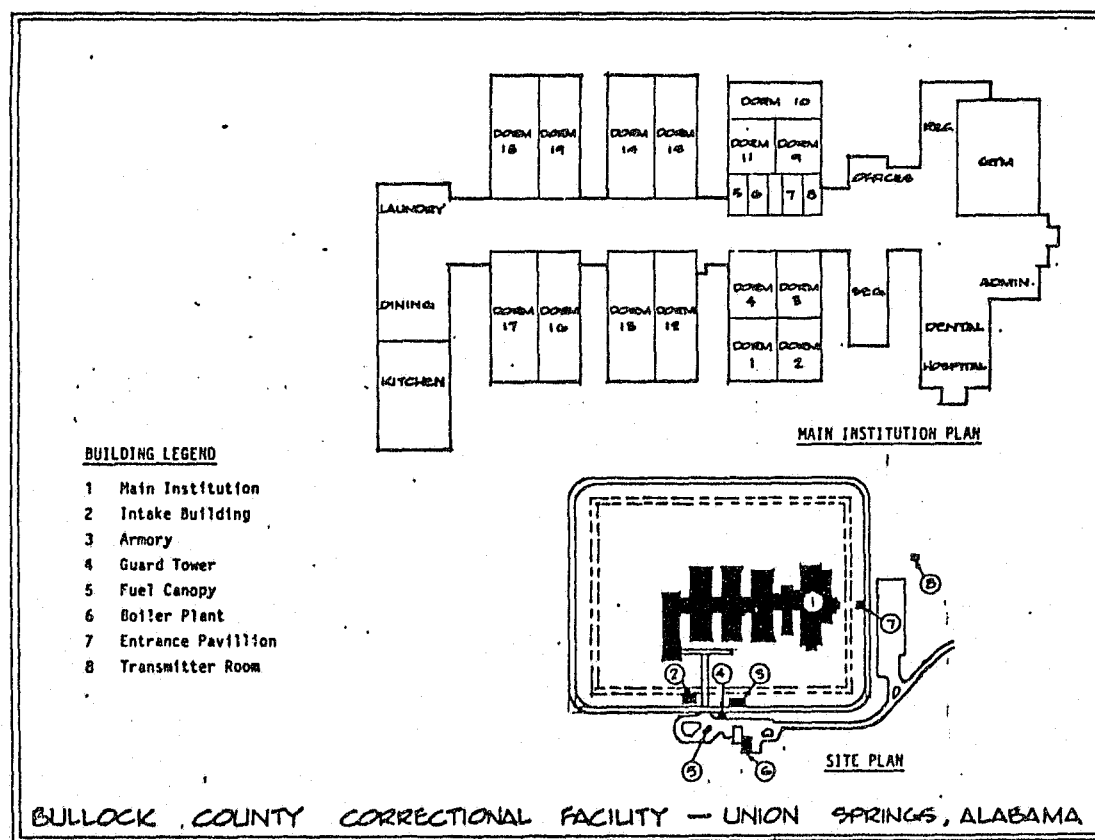 DORM 10
DORM 18
DORM 19
DORM 14
DORM 15
DORM 11
DORM 9
GYM
5 6 7 8
OFFICES
LAUNDRY
DINING
DORM 17
DORM 16
DORM 13
DORM 12
DORM 4
DORM 3
SEG.
ADMIN.
DENTAL
DORM 1
DORM 2
HOSPITAL
KITCHEN
MAIN INSTITUTION PLAN
BUILDING LEGEND
1 Main Institution
2 Intake Building
3 Armory
4 Guard Tower
5 Fuel Canopy
6 Boiler Plant
7 Entrance Pavillion
8 Transmitter Room
8
1
7
2
4
3
5
6
SITE PLAN
BULLOCK COUNTY CORRECTIONAL FACILITY — UNION SPRINGS, ALABAMA